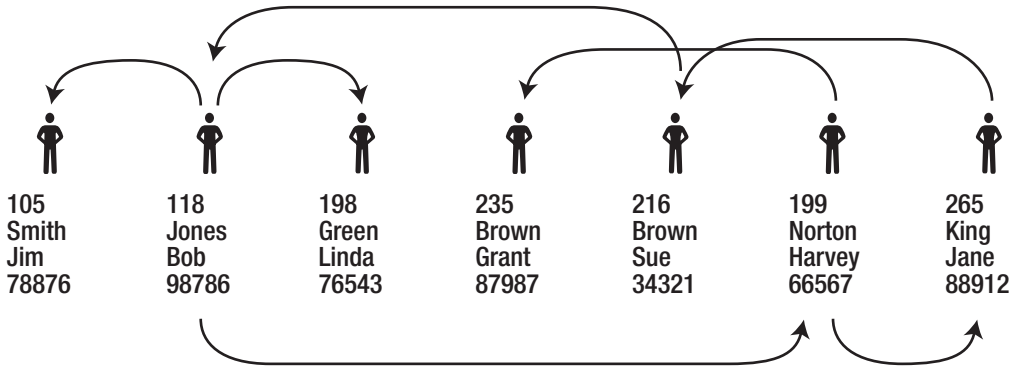 105
Smith
Jim
78876
118
Jones
Bob
98786
198
Green
Linda
76543
235
Brown
Grant
87987
216
Brown
Sue
34321
199
Norton
Harvey
66567
265
King
Jane
88912